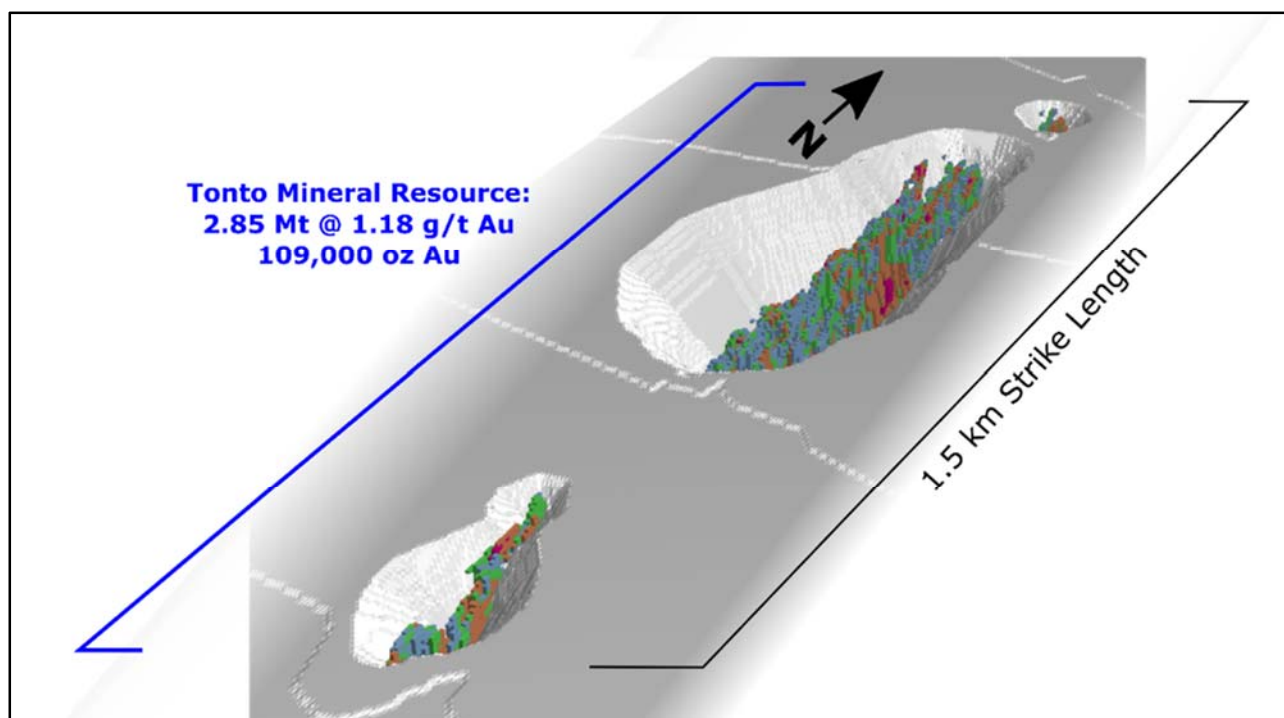 N
Tonto Mineral Resource:
2.85 Mt @ 1.18 g/t Au
109,000 oz Au
1.5 km Strike Length